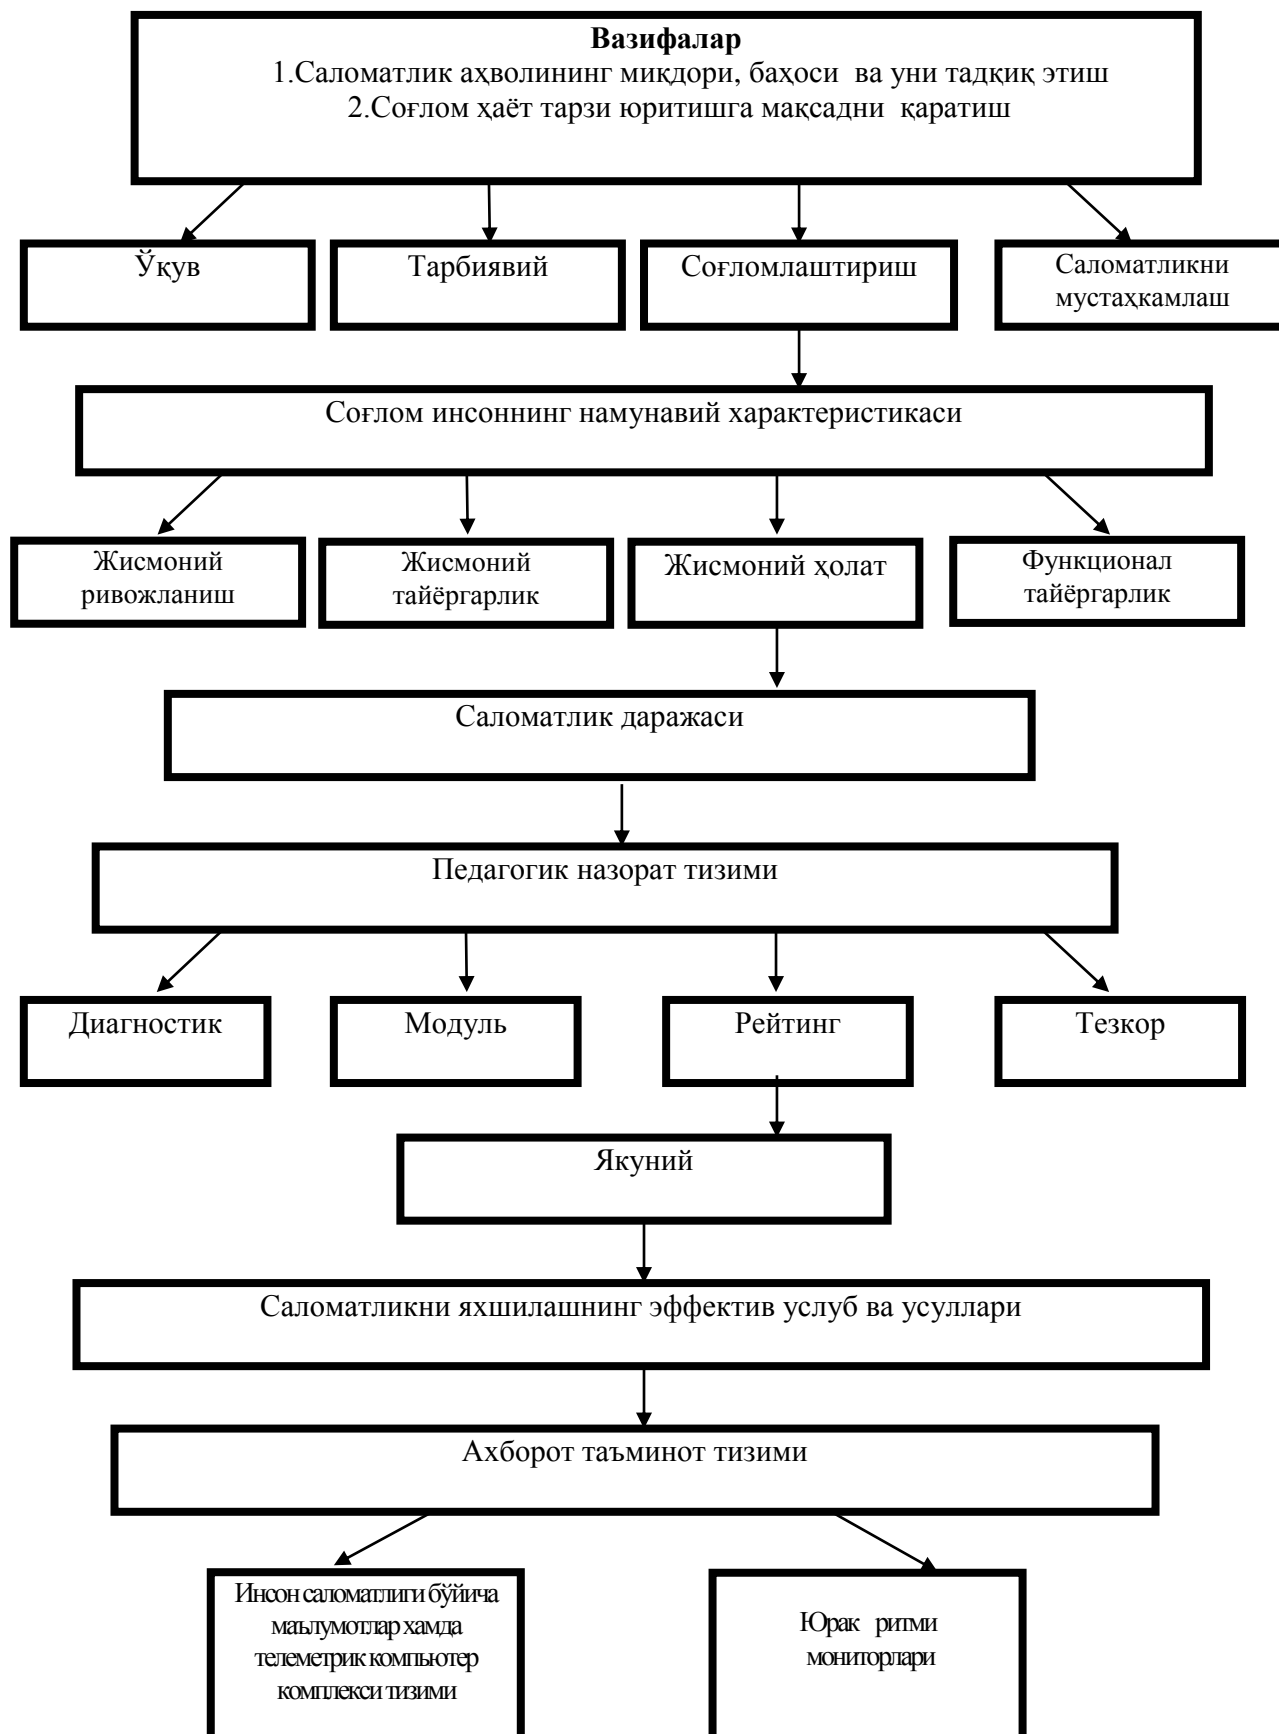 Вазифалар
1.Саломатлик аҳволининг миқдори, баҳоси ва уни тадқиқ этиш
2.Соғлом ҳаёт тарзи юритишга мақсадни қаратиш
Ўқув
Тарбиявий
Соғломлаштириш
Саломатликни
мустаҳкамлаш
Соғлом инсоннинг намунавий характеристикаси
Жисмоний
ривожланиш
Жисмоний
тайёргарлик
Жисмоний ҳолат
Функционал
тайёргарлик
Саломатлик даражаси
Педагогик назорат тизими
Диагностик
Модуль
Рейтинг
Тезкор
Якуний
Саломатликни яхшилашнинг эффектив услуб ва усуллари
Ахборот таъминот тизими
Инсон саломатлиги бўйича
маълумотлар хамда
телеметрик компьютер
комплекси тизими
Юрак ритми
мониторлари